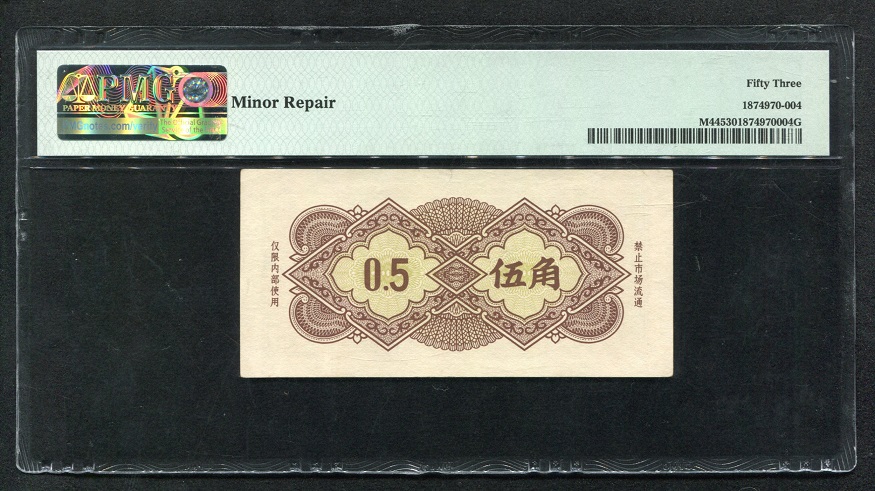 PMG
PAPER MONEY GUARANTY
Minor Repair
Fifty Three
1874970-004
M445301874970004G
仅限内部使用
0.5
伍角
禁止市场流通